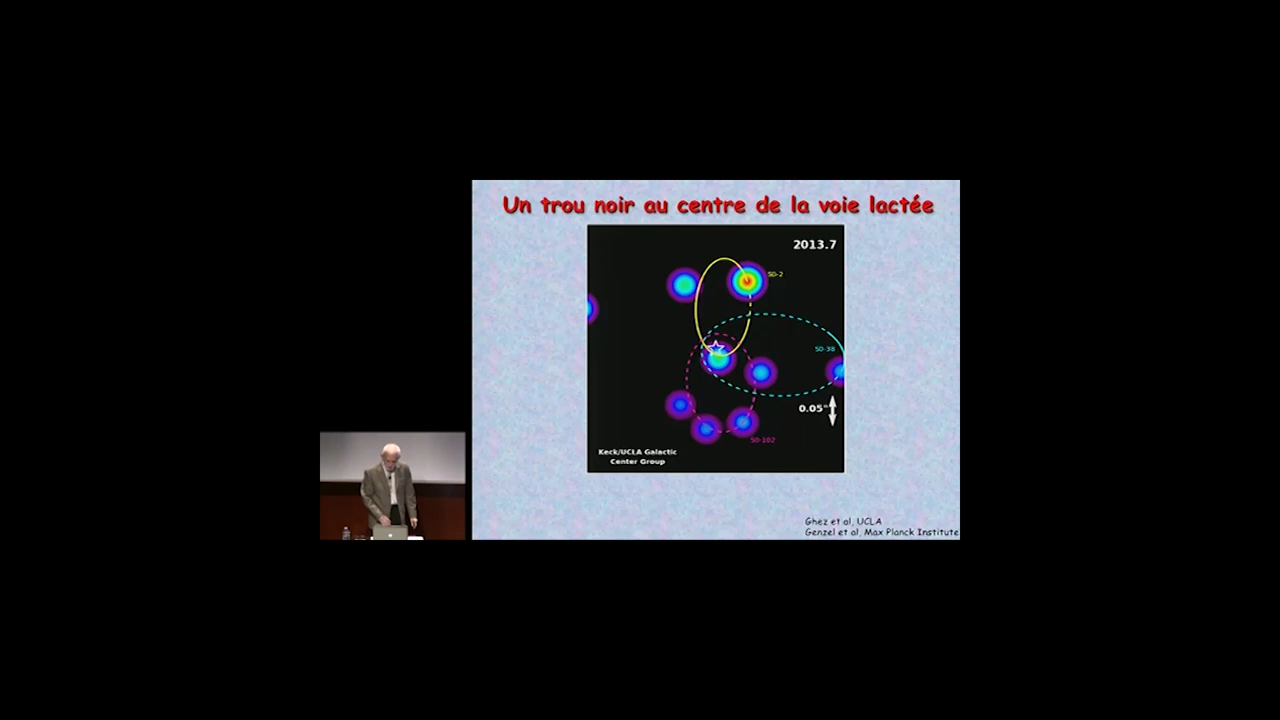 Un trou noir au centre de la voie lactée
2013.7
S0-2
S0-38
0.05"
S0-102
Keck/UCLA Galactic
Center Group
Ghez et al, UCLA
Genzel et al, Max Planck Institute